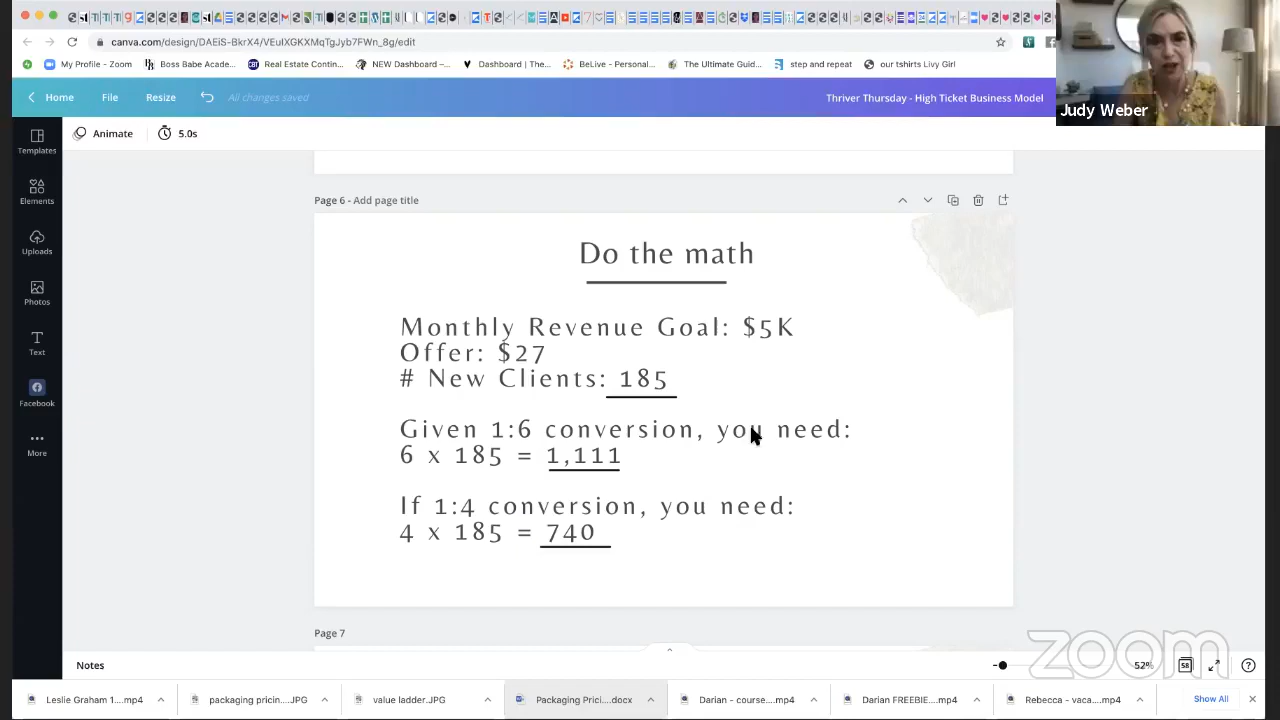 canva.com/design/DAEiS-BkrX4/VEuIXGKXMqTgJyb7FWn_8g/edit
My Profile - Zoom
Boss Babe Acade...
Real Estate Contin...
NEW Dashboard –...
Dashboard | The...
BeLive - Personal...
The Ultimate Guid...
step and repeat
our tshirts Livy Girl
Home
File
Resize
All changes saved
Thriver Thursday - High Ticket Business Model
Judy Weber
Animate
5.0s
Templates
Elements
Uploads
Photos
Text
Facebook
More
Page 6 - Add page title
Do the math
Monthly Revenue Goal: $5K
Offer: $27
# New Clients: 185
Given 1:6 conversion, you need:
6 x 185 = 1,111
If 1:4 conversion, you need:
4 x 185 = 740
Page 7
zoom
Notes
52%
58
Leslie Graham 1....mp4
packaging pricin....JPG
value ladder.JPG
Packaging Prici....docx
Darian - course....mp4
Darian FREEBIE....mp4
Rebecca - vaca....mp4
Show All